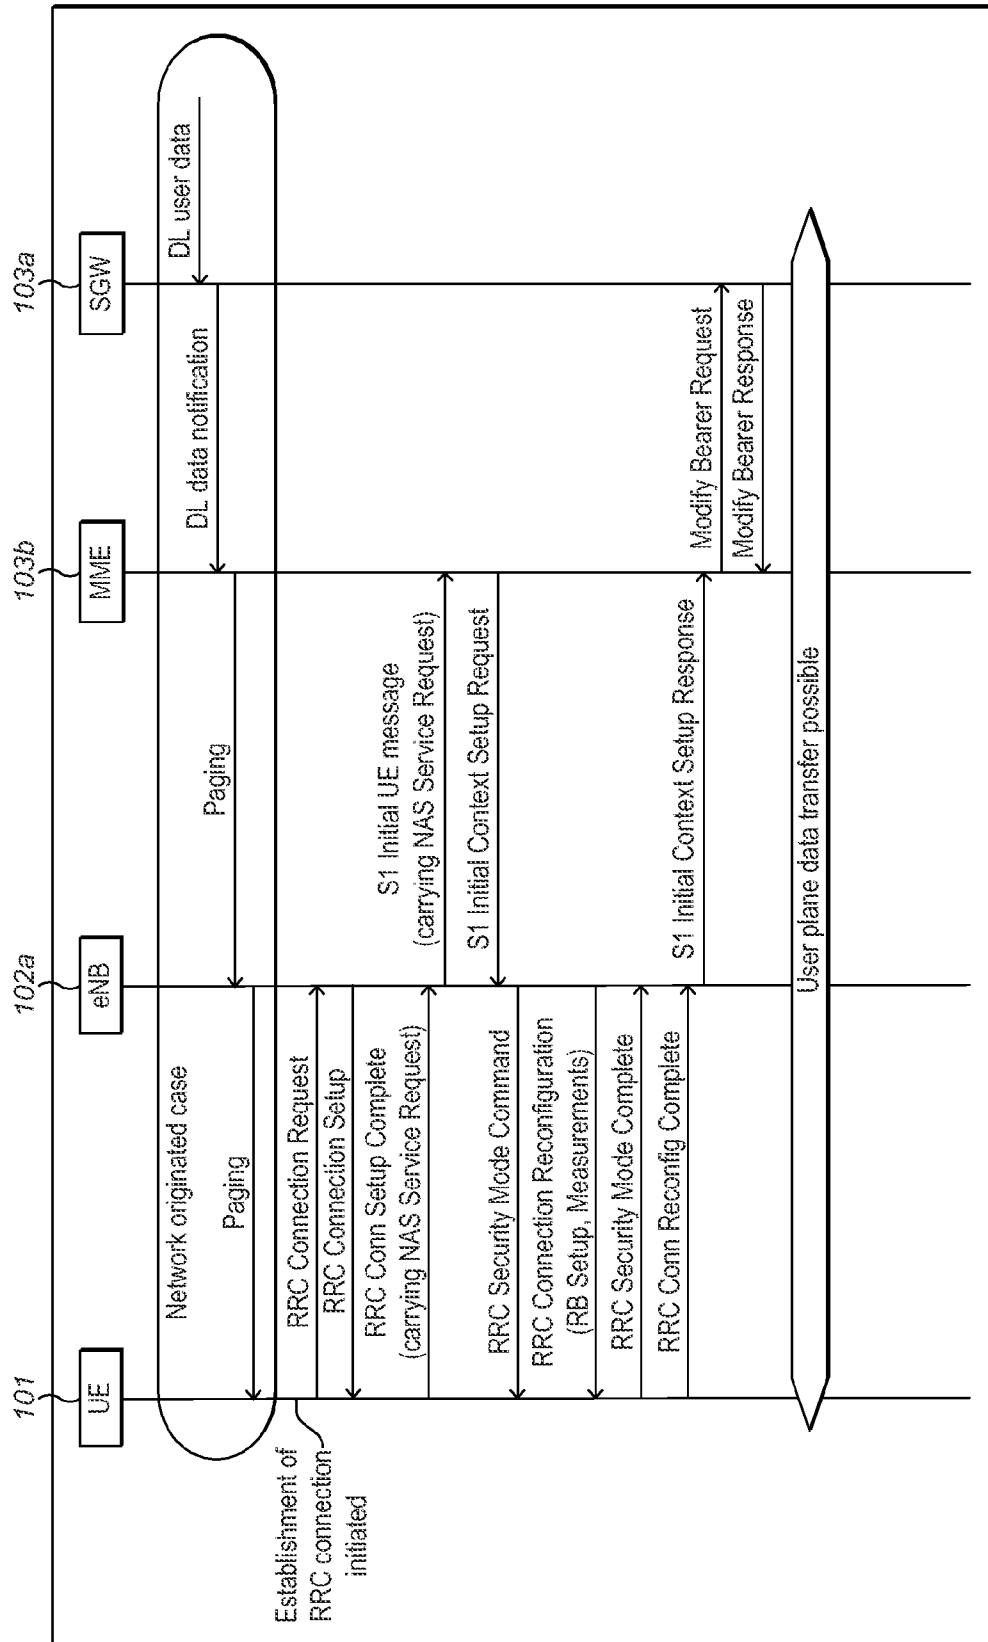 101
102a
103b
103a
UE
eNB
MME
SGW
Network originated case
DL user data
DL data notification
Paging
Paging
Establishment of
RRC connection
initiated
RRC Connection Request
RRC Connection Setup
RRC Conn Setup Complete
(carrying NAS Service Request)
S1 Initial UE message
(carrying NAS Service Request)
S1 Initial Context Setup Request
RRC Security Mode Command
RRC Connection Reconfiguration
(RB Setup, Measurements)
RRC Security Mode Complete
RRC Conn Reconfig Complete
S1 Initial Context Setup Response
Modify Bearer Request
Modify Bearer Response
User plane data transfer possible